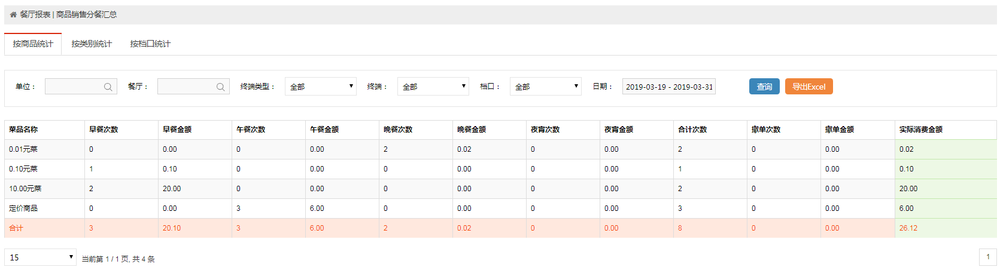 餐厅报表 | 商品销售分餐汇总
按商品统计 按类别统计 按档口统计
单位： 餐厅： 终端类型： 全部 终端： 全部 档口： 全部 日期： 2019-03-19 - 2019-03-31 查询 导出Excel
菜品名称 早餐次数 早餐金额 午餐次数 午餐金额 晚餐次数 晚餐金额 夜宵次数 夜宵金额 合计次数 撤单次数 撤单金额 实际消费金额
0.01元菜 0 0.00 0 0.00 2 0.02 0 0.00 2 0 0.00 0.02
0.10元菜 1 0.10 0 0.00 0 0.00 0 0.00 1 0 0.00 0.10
10.00元菜 2 20.00 0 0.00 0 0.00 0 0.00 2 0 0.00 20.00
定价商品 0 0.00 3 6.00 0 0.00 0 0.00 3 0 0.00 6.00
合计 3 20.10 3 6.00 2 0.02 0 0.00 8 0 0.00 26.12
15 当前第 1 / 1 页, 共 4 条 1